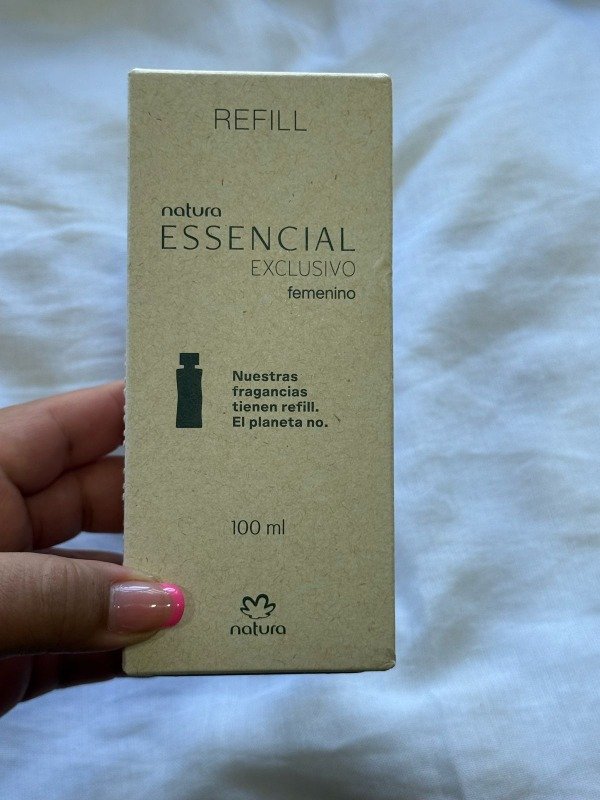 REFILL
natura
ESSENCIAL
EXCLUSIVO
femenino
Nuestras
fragancias
tienen refill.
El planeta no.
100 ml
natura